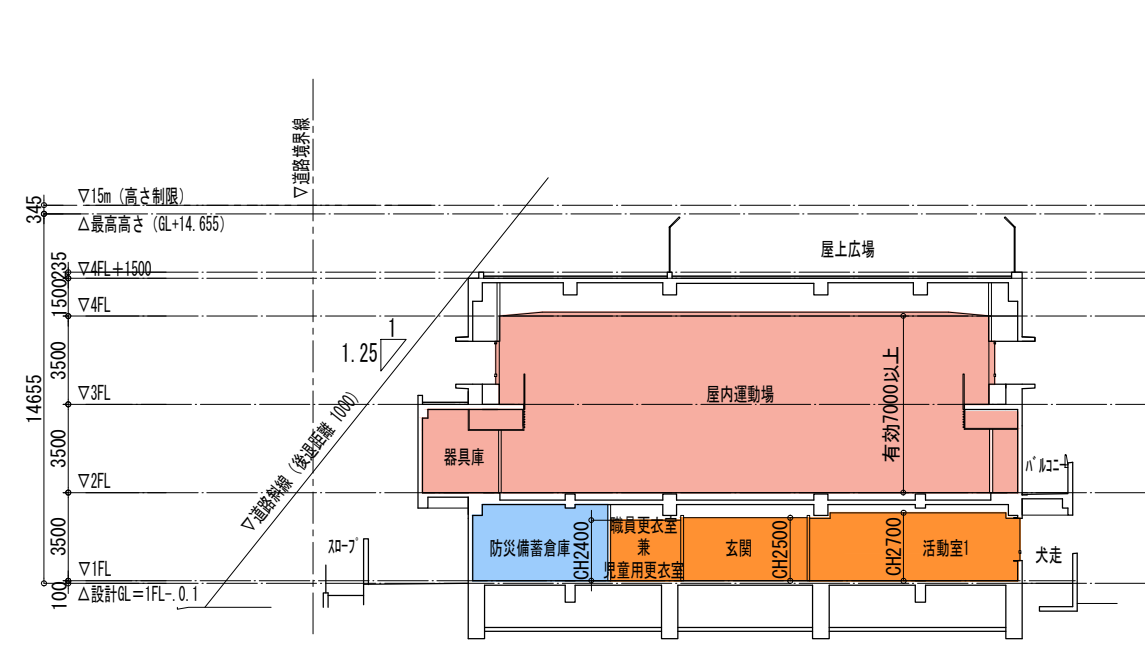 ▽道路境界線
▽15m（高さ制限）
345
△最高高さ（GL+14.655）
屋上広場
235
▽4FL+1500
1500
▽4FL
1
1.25
3500
14655
有効7000以上
▽3FL
屋内運動場
▽道路斜線（後退距離 1000）
3500
器具庫
ﾊﾞﾙｺﾆｰ
▽2FL
3500
ｽﾛｰﾌﾟ
防災備蓄倉庫
CH2400
職員更衣室
兼
児童用更衣室
玄関
CH2500
CH2700
活動室1
犬走
▽1FL
100
△設計GL=1FL-.0.1